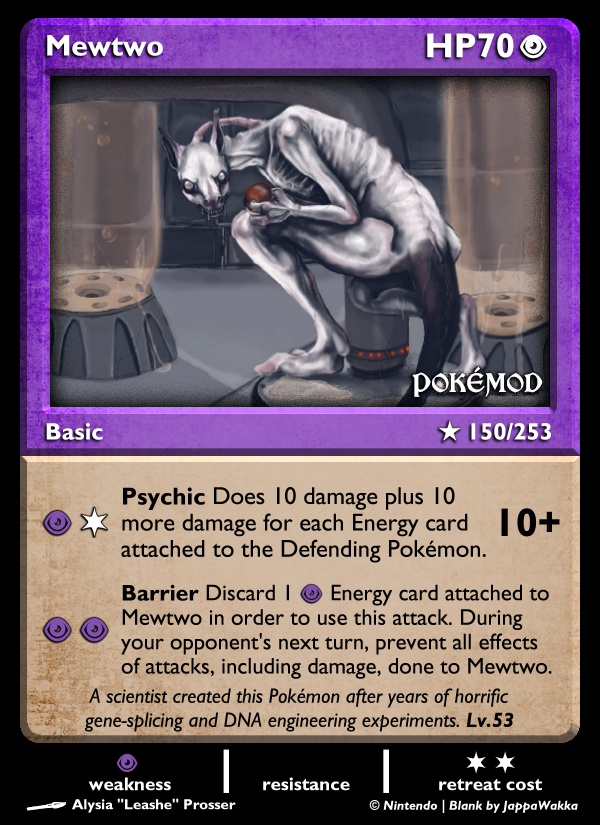 Mewtwo HP70
POKÉMOD
Basic ★ 150/253
Psychic Does 10 damage plus 10
more damage for each Energy card
attached to the Defending Pokémon.
10+
Barrier Discard 1 Energy card attached to
Mewtwo in order to use this attack. During
your opponent's next turn, prevent all effects
of attacks, including damage, done to Mewtwo.
A scientist created this Pokémon after years of horrific
gene-splicing and DNA engineering experiments. Lv.53
weakness resistance retreat cost
Alysia "Leashe" Prosser © Nintendo | Blank by JappaWakka